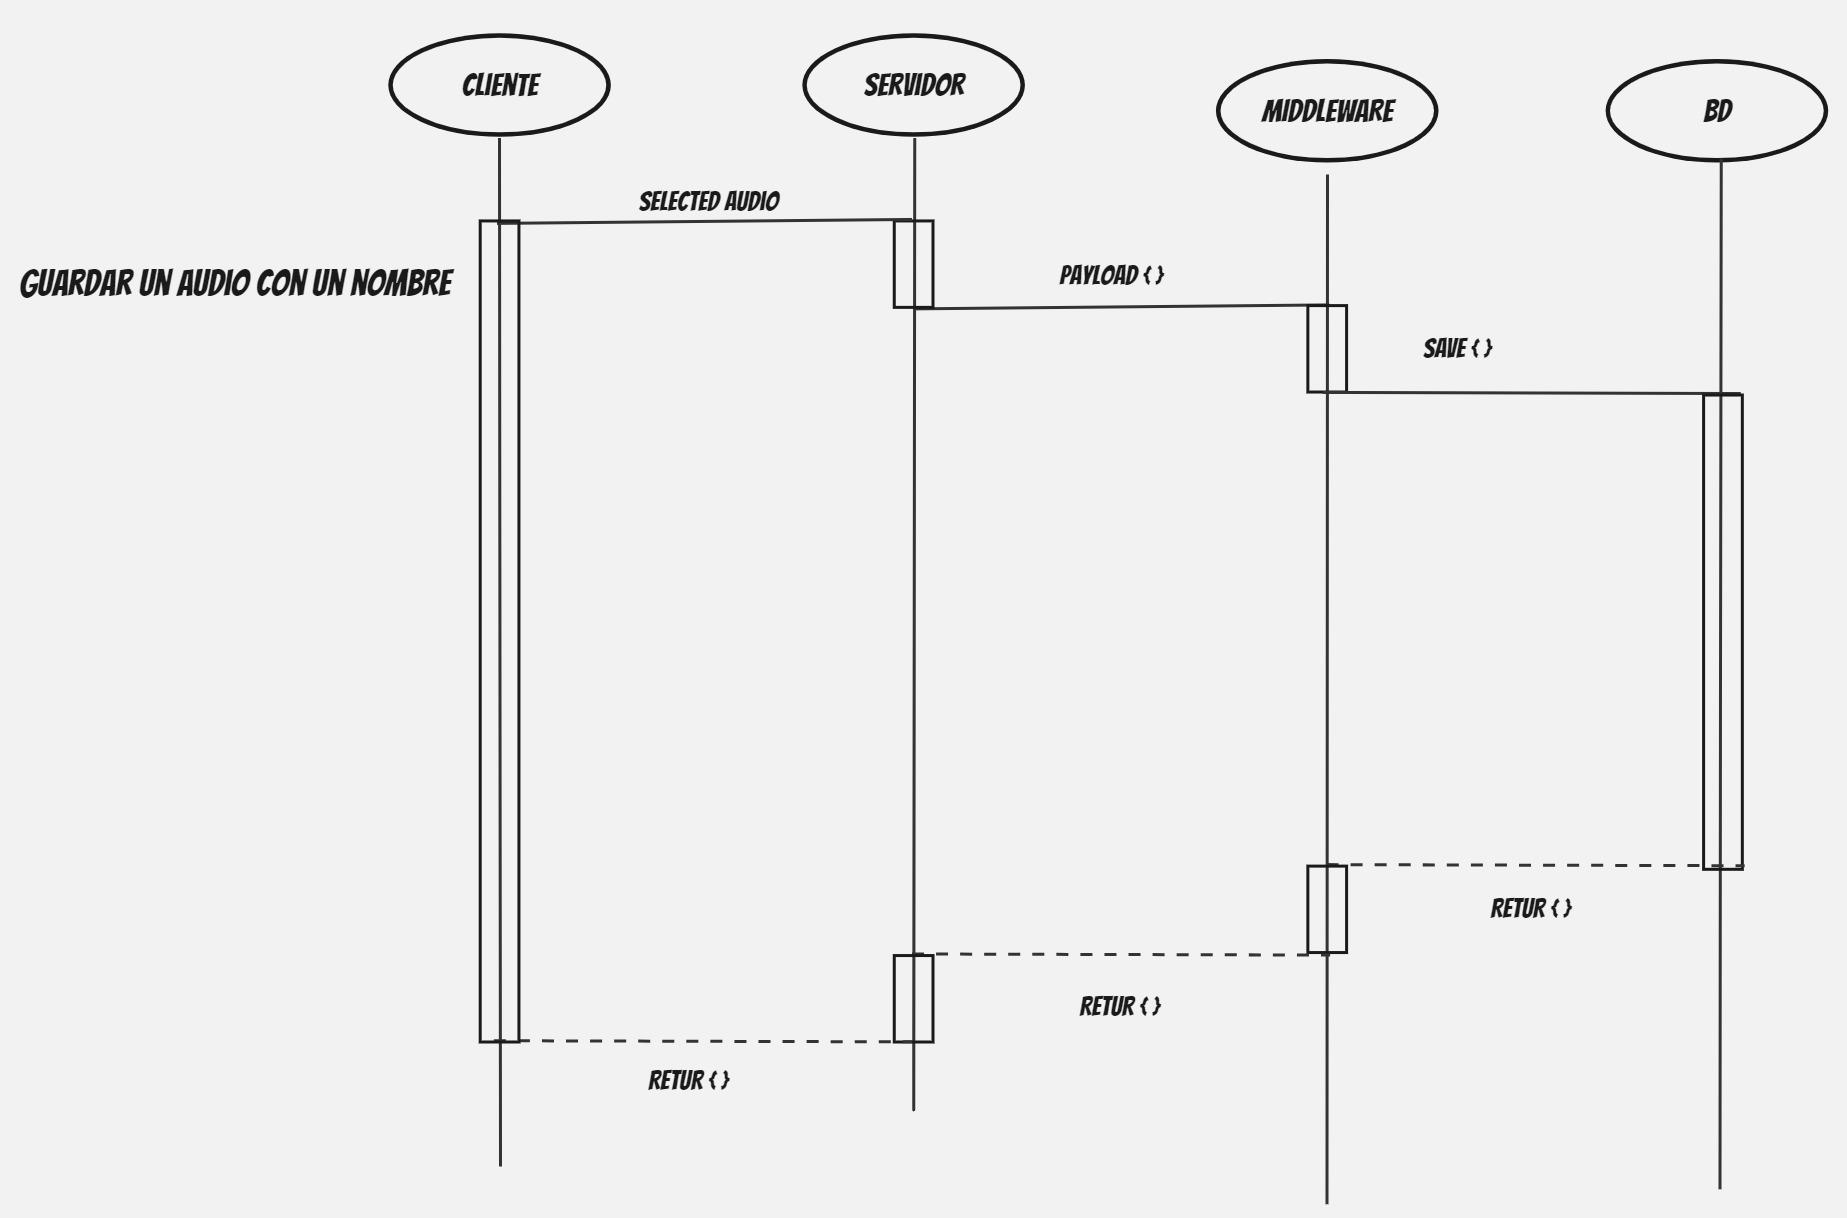 CLIENTE
SERVIDOR
MIDDLEWARE
BD
SELECTED AUDIO
GUARDAR UN AUDIO CON UN NOMBRE
PAYLOAD { }
SAVE { }
RETUR { }
RETUR { }
RETUR { }